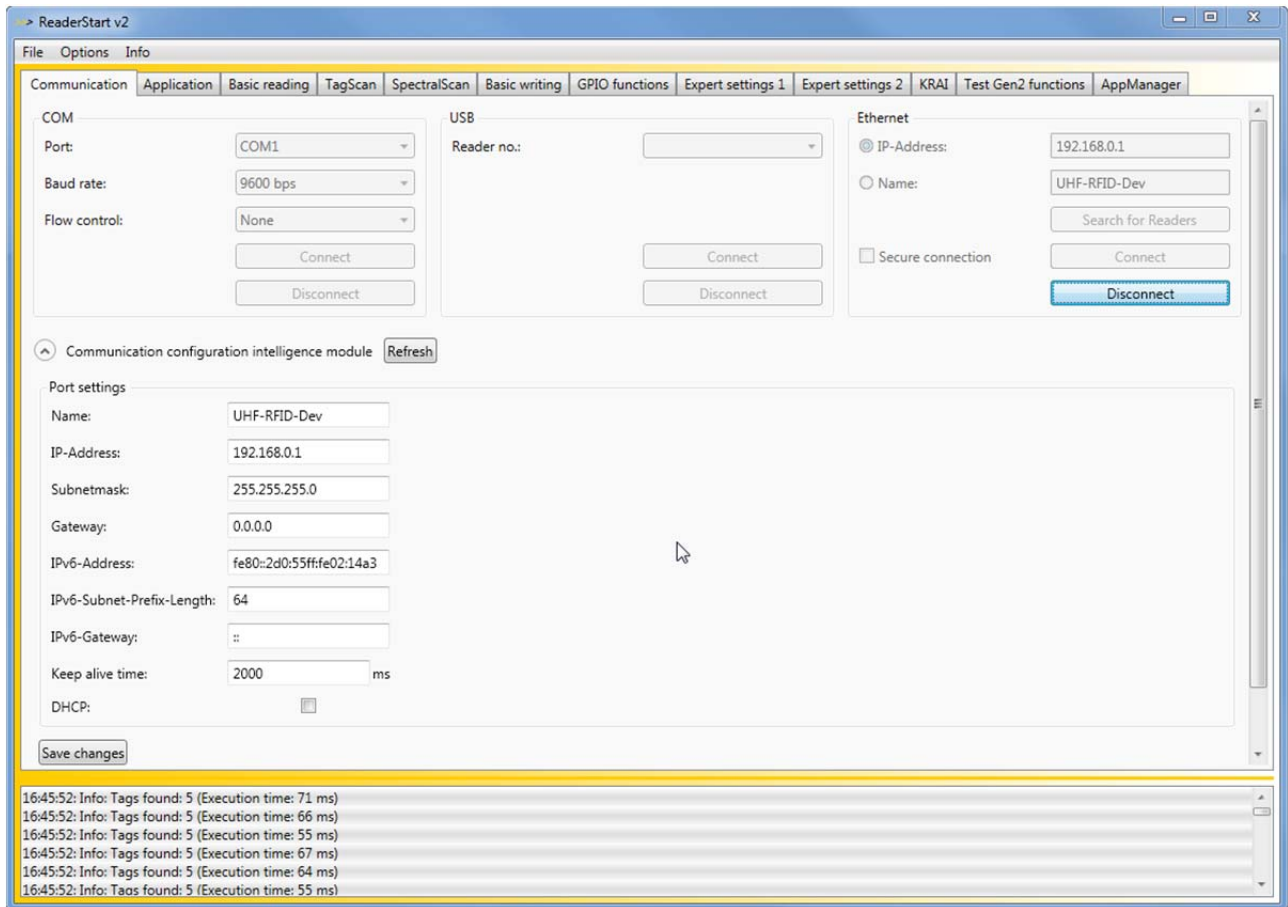 ReaderStart v2
File Options Info
Communication Application Basic reading TagScan SpectralScan Basic writing GPIO functions Expert settings 1 Expert settings 2 KRAI Test Gen2 functions AppManager
COM USB Ethernet
Port: COM1 Reader no.: IP-Address: 192.168.0.1
Baud rate: 9600 bps Name: UHF-RFID-Dev
Flow control: None Search for Readers
Connect Connect Secure connection Connect
Disconnect Disconnect Disconnect
Communication configuration intelligence module Refresh
Port settings
Name: UHF-RFID-Dev
IP-Address: 192.168.0.1
Subnetmask: 255.255.255.0
Gateway: 0.0.0.0
IPv6-Address: fe80::2d0:55ff:fe02:14a3
IPv6-Subnet-Prefix-Length: 64
IPv6-Gateway: ::
Keep alive time: 2000 ms
DHCP:
Save changes
16:45:52: Info: Tags found: 5 (Execution time: 71 ms)
16:45:52: Info: Tags found: 5 (Execution time: 66 ms)
16:45:52: Info: Tags found: 5 (Execution time: 55 ms)
16:45:52: Info: Tags found: 5 (Execution time: 67 ms)
16:45:52: Info: Tags found: 5 (Execution time: 64 ms)
16:45:52: Info: Tags found: 5 (Execution time: 55 ms)